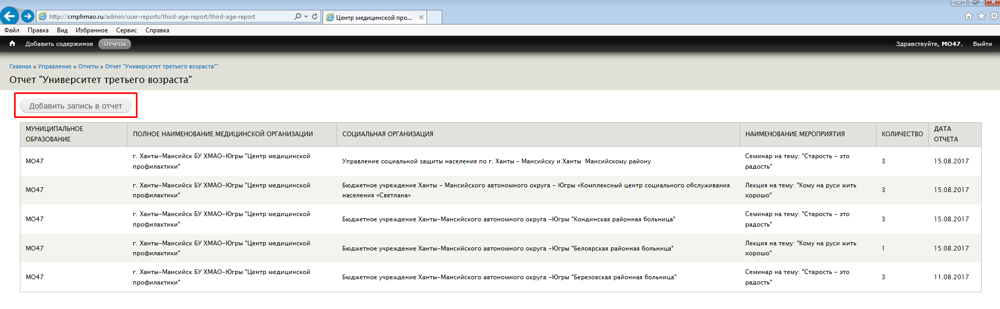 http://cmphmao.ru/admin/user-reports/third-age-report/third-age-report
Центр медицинской про...
Файл Правка Вид Избранное Сервис Справка
Добавить содержимое Отчеты Здравствуйте, МО47. Выйти
Главная » Управление » Отчеты » Отчет "Университет третьего возраста""
Отчет "Университет третьего возраста"
Добавить запись в отчет
МУНИЦИПАЛЬНОЕ
ОБРАЗОВАНИЕ
ПОЛНОЕ НАИМЕНОВАНИЕ МЕДИЦИНСКОЙ ОРГАНИЗАЦИИ
СОЦИАЛЬНАЯ ОРГАНИЗАЦИЯ
НАИМЕНОВАНИЕ МЕРОПРИЯТИЯ
КОЛИЧЕСТВО
ДАТА
ОТЧЕТА
МО47
г. Ханты-Мансийск БУ ХМАО-Югры "Центр медицинской
профилактики"
Управление социальной защиты населения по г. Ханты - Мансийску и Ханты  Мансийскому району
Семинар на тему: "Старость - это
радость"
3
15.08.2017
МО47
г. Ханты-Мансийск БУ ХМАО-Югры "Центр медицинской
профилактики"
Бюджетное учреждение Ханты - Мансийского автономного округа - Югры «Комплексный центр социального обслуживания
населения «Светлана»
Лекция на тему: "Кому на руси жить
хорошо"
3
15.08.2017
МО47
г. Ханты-Мансийск БУ ХМАО-Югры "Центр медицинской
профилактики"
Бюджетное учреждение Ханты-Мансийского автономного округа -Югры "Кондинская районная больница"
Семинар на тему: "Старость - это
радость"
3
15.08.2017
МО47
г. Ханты-Мансийск БУ ХМАО-Югры "Центр медицинской
профилактики"
Бюджетное учреждение Ханты-Мансийского автономного округа -Югры "Белоярская районная больница"
Лекция на тему: "Кому на руси жить
хорошо"
1
15.08.2017
МО47
г. Ханты-Мансийск БУ ХМАО-Югры "Центр медицинской
профилактики"
Бюджетное учреждение Ханты-Мансийского автономного округа -Югры "Березовская районная больница"
Семинар на тему: "Старость - это
радость"
3
11.08.2017